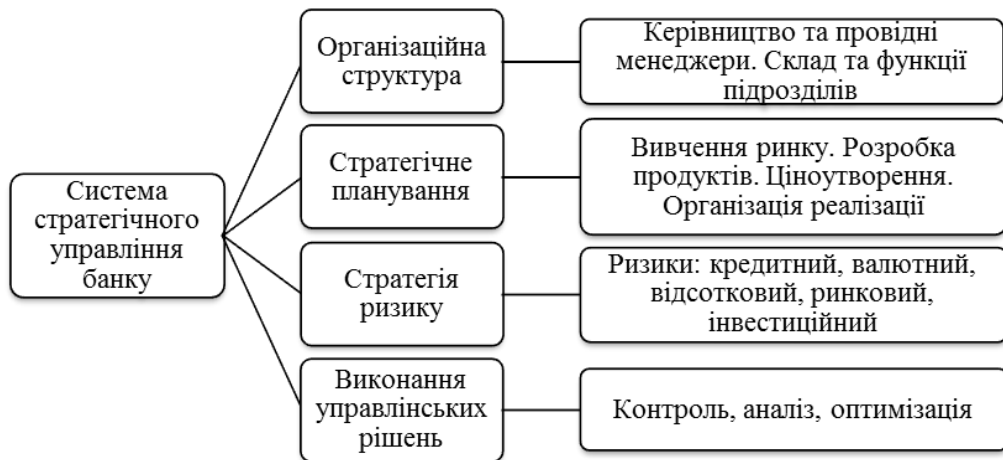 Система
стратегічного
управління
банку
Організаційна
структура
Керівництво та провідні
менеджери. Склад та функції
підрозділів
Стратегічне
планування
Вивчення ринку. Розробка
продуктів. Ціноутворення.
Організація реалізації
Стратегія
ризику
Ризики: кредитний, валютний,
відсотковий, ринковий,
інвестиційний
Виконання
управлінських
рішень
Контроль, аналіз, оптимізація